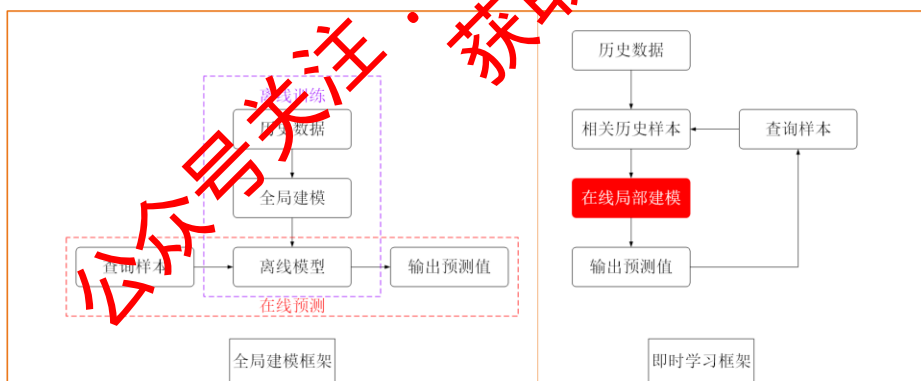 离线训练
历史数据
全局建模
查询样本
离线模型
输出预测值
在线预测
全局建模框架
历史数据
相关历史样本
查询样本
在线局部建模
输出预测值
即时学习框架
公众号关注·
获取